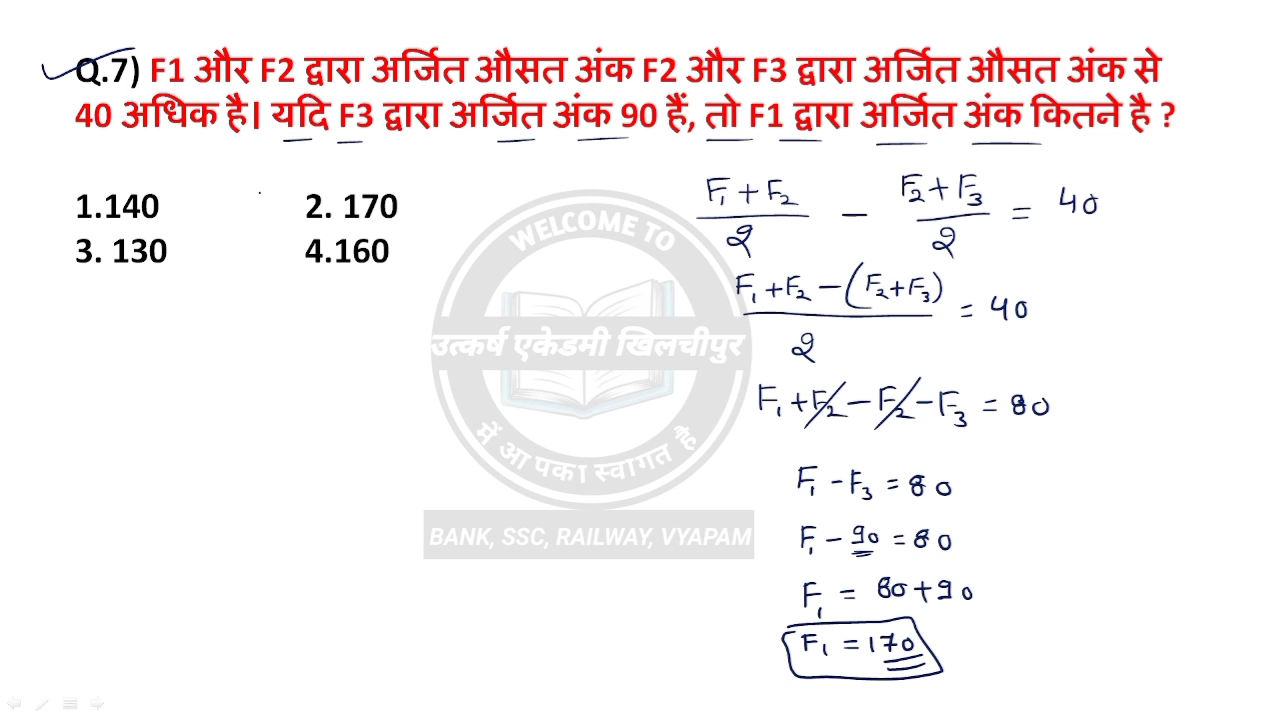 Q.7) F1 और F2 द्वारा अर्जित औसत अंक F2 और F3 द्वारा अर्जित औसत अंक से
40 अधिक है। यदि F3 द्वारा अर्जित अंक 90 हैं, तो F1 द्वारा अर्जित अंक कितने है ?
1.140 2. 170
3. 130 4.160
F₁ + F₂ / 2 − F₂ + F₃ / 2 = 40
F₁ + F₂ − (F₂ + F₃) / 2 = 40
F₁ + F₂ − F₂ − F₃ = 80
F₁ − F₃ = 80
F₁ − 90 = 80
F₁ = 80 + 90
F₁ = 170
WELCOME TO
उत्कर्ष एकेडमी खिलचीपुर
में आपका स्वागत है
BANK, SSC, RAILWAY, VYAPAM